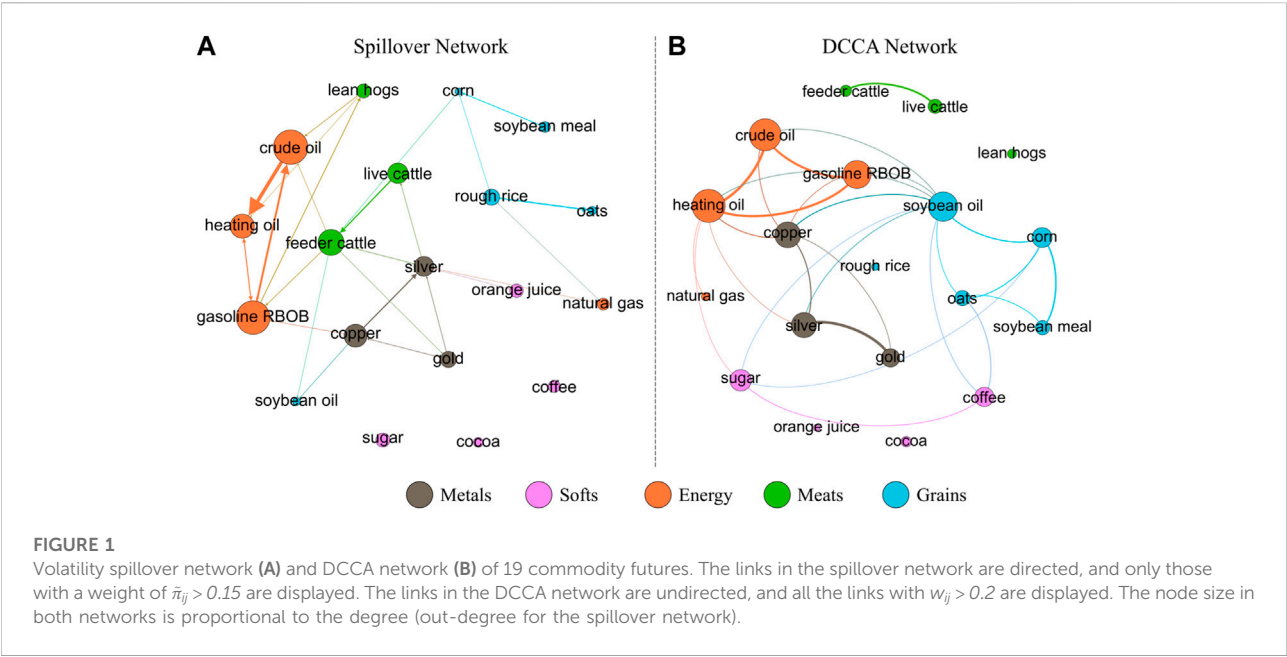 A
Spillover Network
lean hogs
corn
crude oil
soybean meal
live cattle
rough rice
oats
heating oil
feeder cattle
silver
orange juice
natural gas
gasoline RBOB
copper
gold
coffee
soybean oil
sugar
cocoa
B
DCCA Network
feeder cattle
live cattle
crude oil
lean hogs
gasoline RBOB
heating oil
soybean oil
copper
corn
rough rice
natural gas
oats
silver
soybean meal
gold
sugar
coffee
orange juice
cocoa
Metals
Softs
Energy
Meats
Grains
FIGURE 1
Volatility spillover network (A) and DCCA network (B) of 19 commodity futures. The links in the spillover network are directed, and only those
with a weight of π̃ij > 0.15 are displayed. The links in the DCCA network are undirected, and all the links with wij > 0.2 are displayed. The node size in
both networks is proportional to the degree (out-degree for the spillover network).